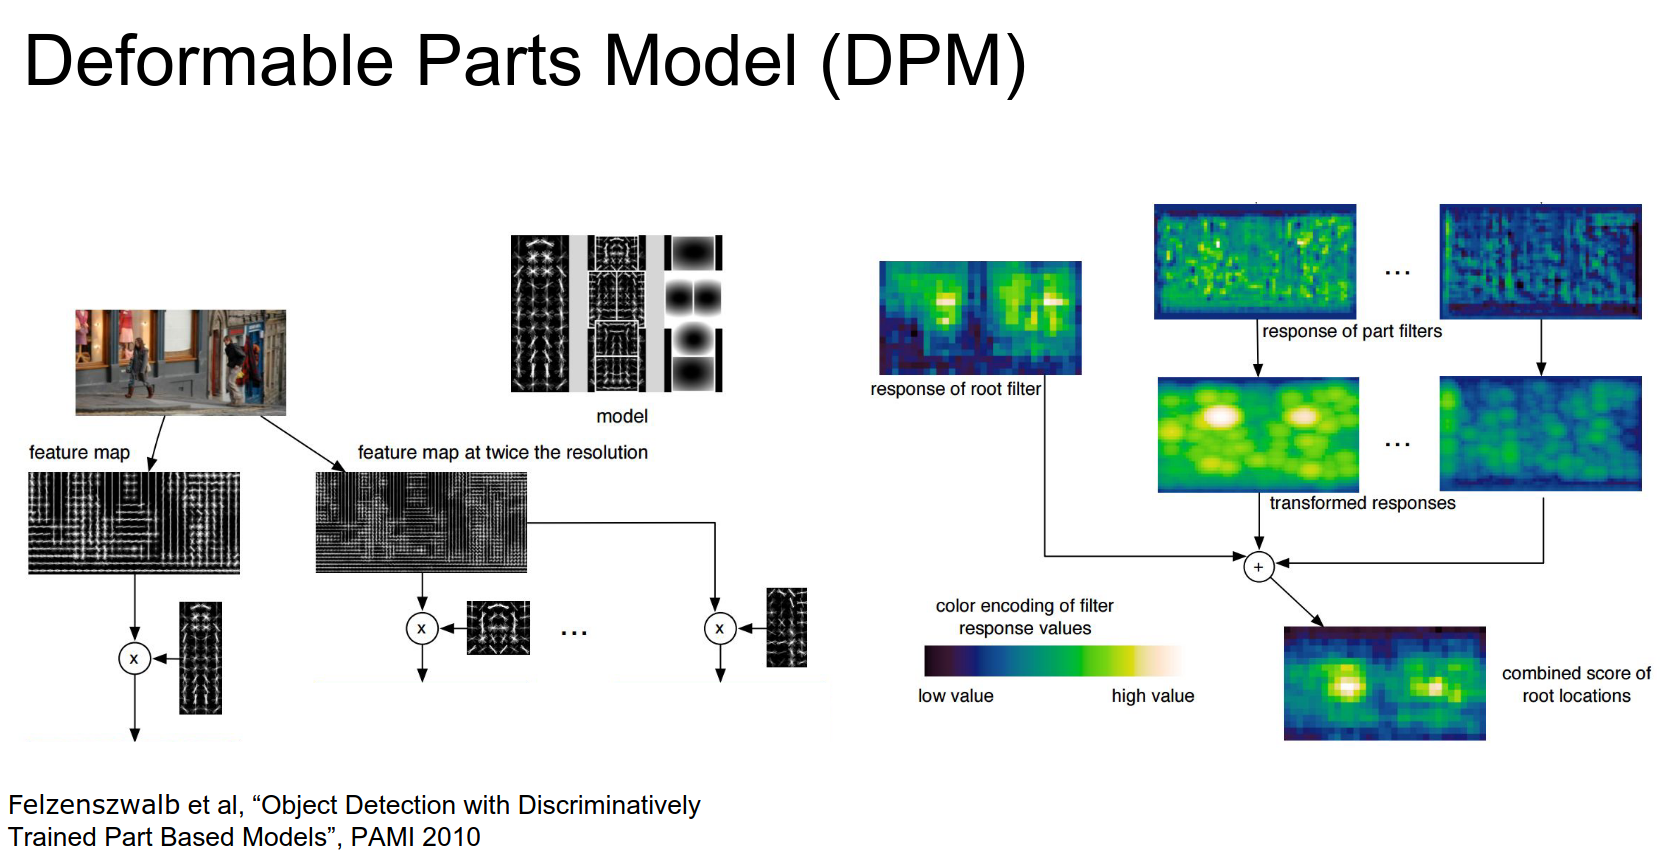 Deformable Parts Model (DPM)
model
feature map
feature map at twice the resolution
x
x
...
x
response of root filter
...
response of part filters
...
transformed responses
+
color encoding of filter
response values
low value
high value
combined score of
root locations
Felzenszwalb et al, “Object Detection with Discriminatively
Trained Part Based Models”, PAMI 2010